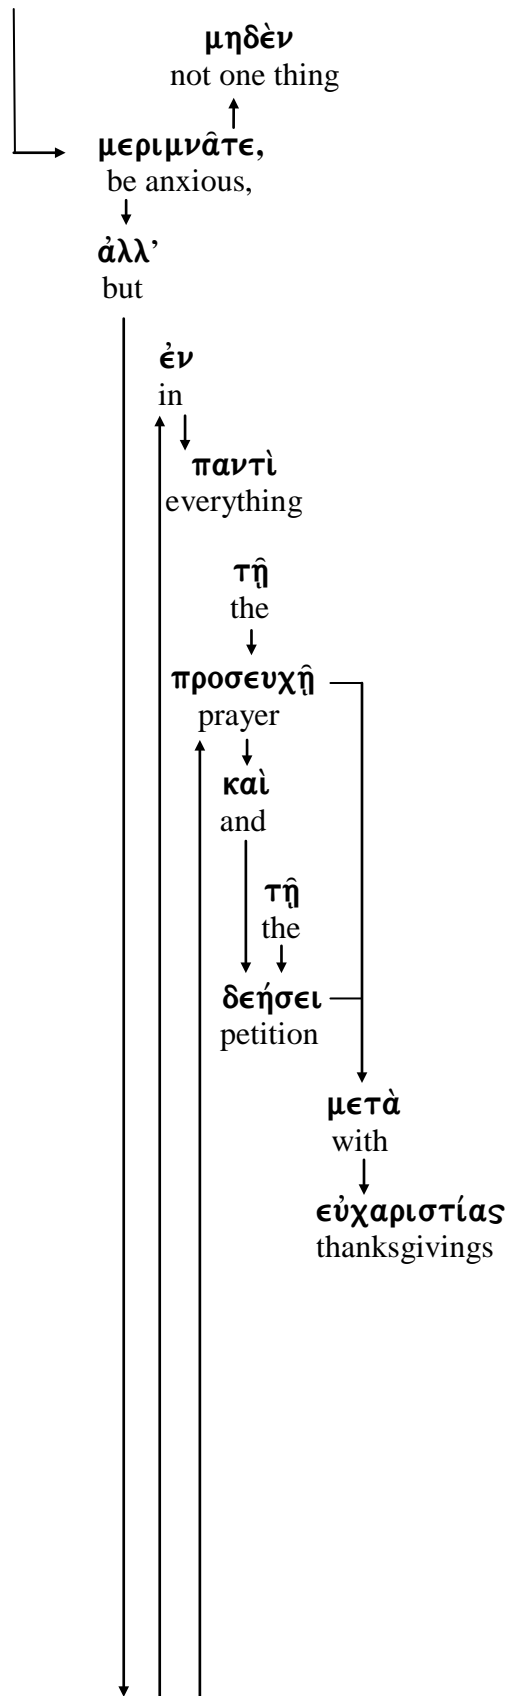 μηδὲν
not one thing
μεριμνᾶτε,
be anxious,
ἀλλ’
but
ἐν
in
παντὶ
everything
τῇ
the
προσευχῇ
prayer
καὶ
and
τῇ
the
δεήσει
petition
μετὰ
with
εὐχαριστίας
thanksgivings